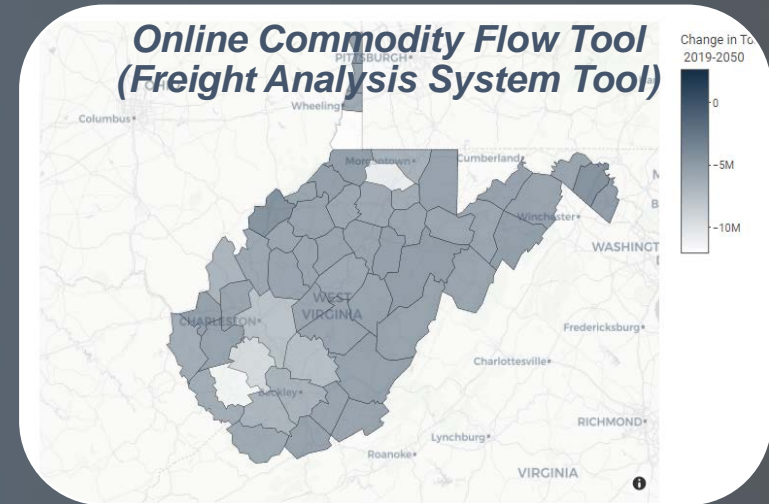 Online Commodity Flow Tool
(Freight Analysis System Tool)
PITTSBURGH
Columbus
Wheeling
Morgantown
Cumberland
Winchester
WASHINGT
WEST
VIRGINIA
CHARLESTON
Fredericksburg
Charlottesville
Beckley
RICHMOND
Lynchburg
Roanoke
VIRGINIA
Change in To
2019-2050
0
-5M
-10M